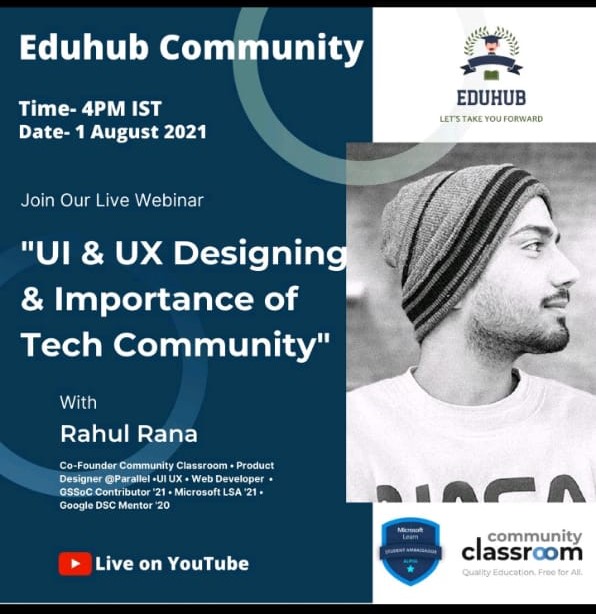 Eduhub Community
Time- 4PM IST
Date- 1 August 2021
EDUHUB
LET'S TAKE YOU FORWARD
Join Our Live Webinar
"UI & UX Designing
& Importance of
Tech Community"
With
Rahul Rana
Co-Founder Community Classroom • Product
Designer @Parallel •UI UX • Web Developer •
GSSoC Contributor '21 • Microsoft LSA '21 •
Google DSC Mentor '20
Live on YouTube
Microsoft
Learn
STUDENT AMBASSADOR
ALPHA
community
classroom
Quality Education. Free for All.